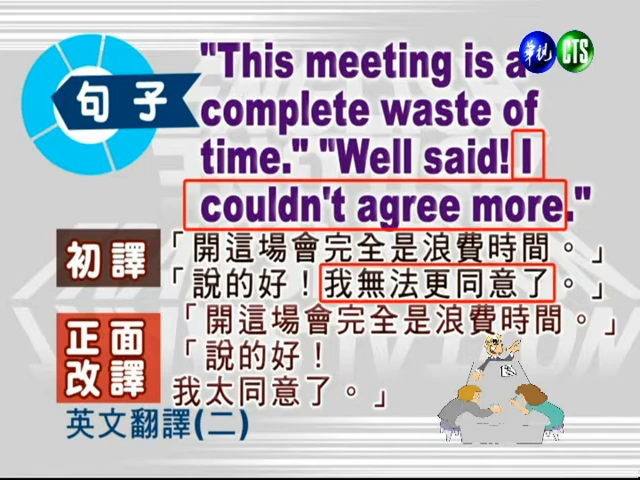 華視 CTS
句子
"This meeting is a
complete waste of
time." "Well said! I
couldn't agree more."
初譯
「開這場會完全是浪費時間。」
「說的好！我無法更同意了。」
正面
改譯
「開這場會完全是浪費時間。」
「說的好！
我太同意了。」
英文翻譯(二)